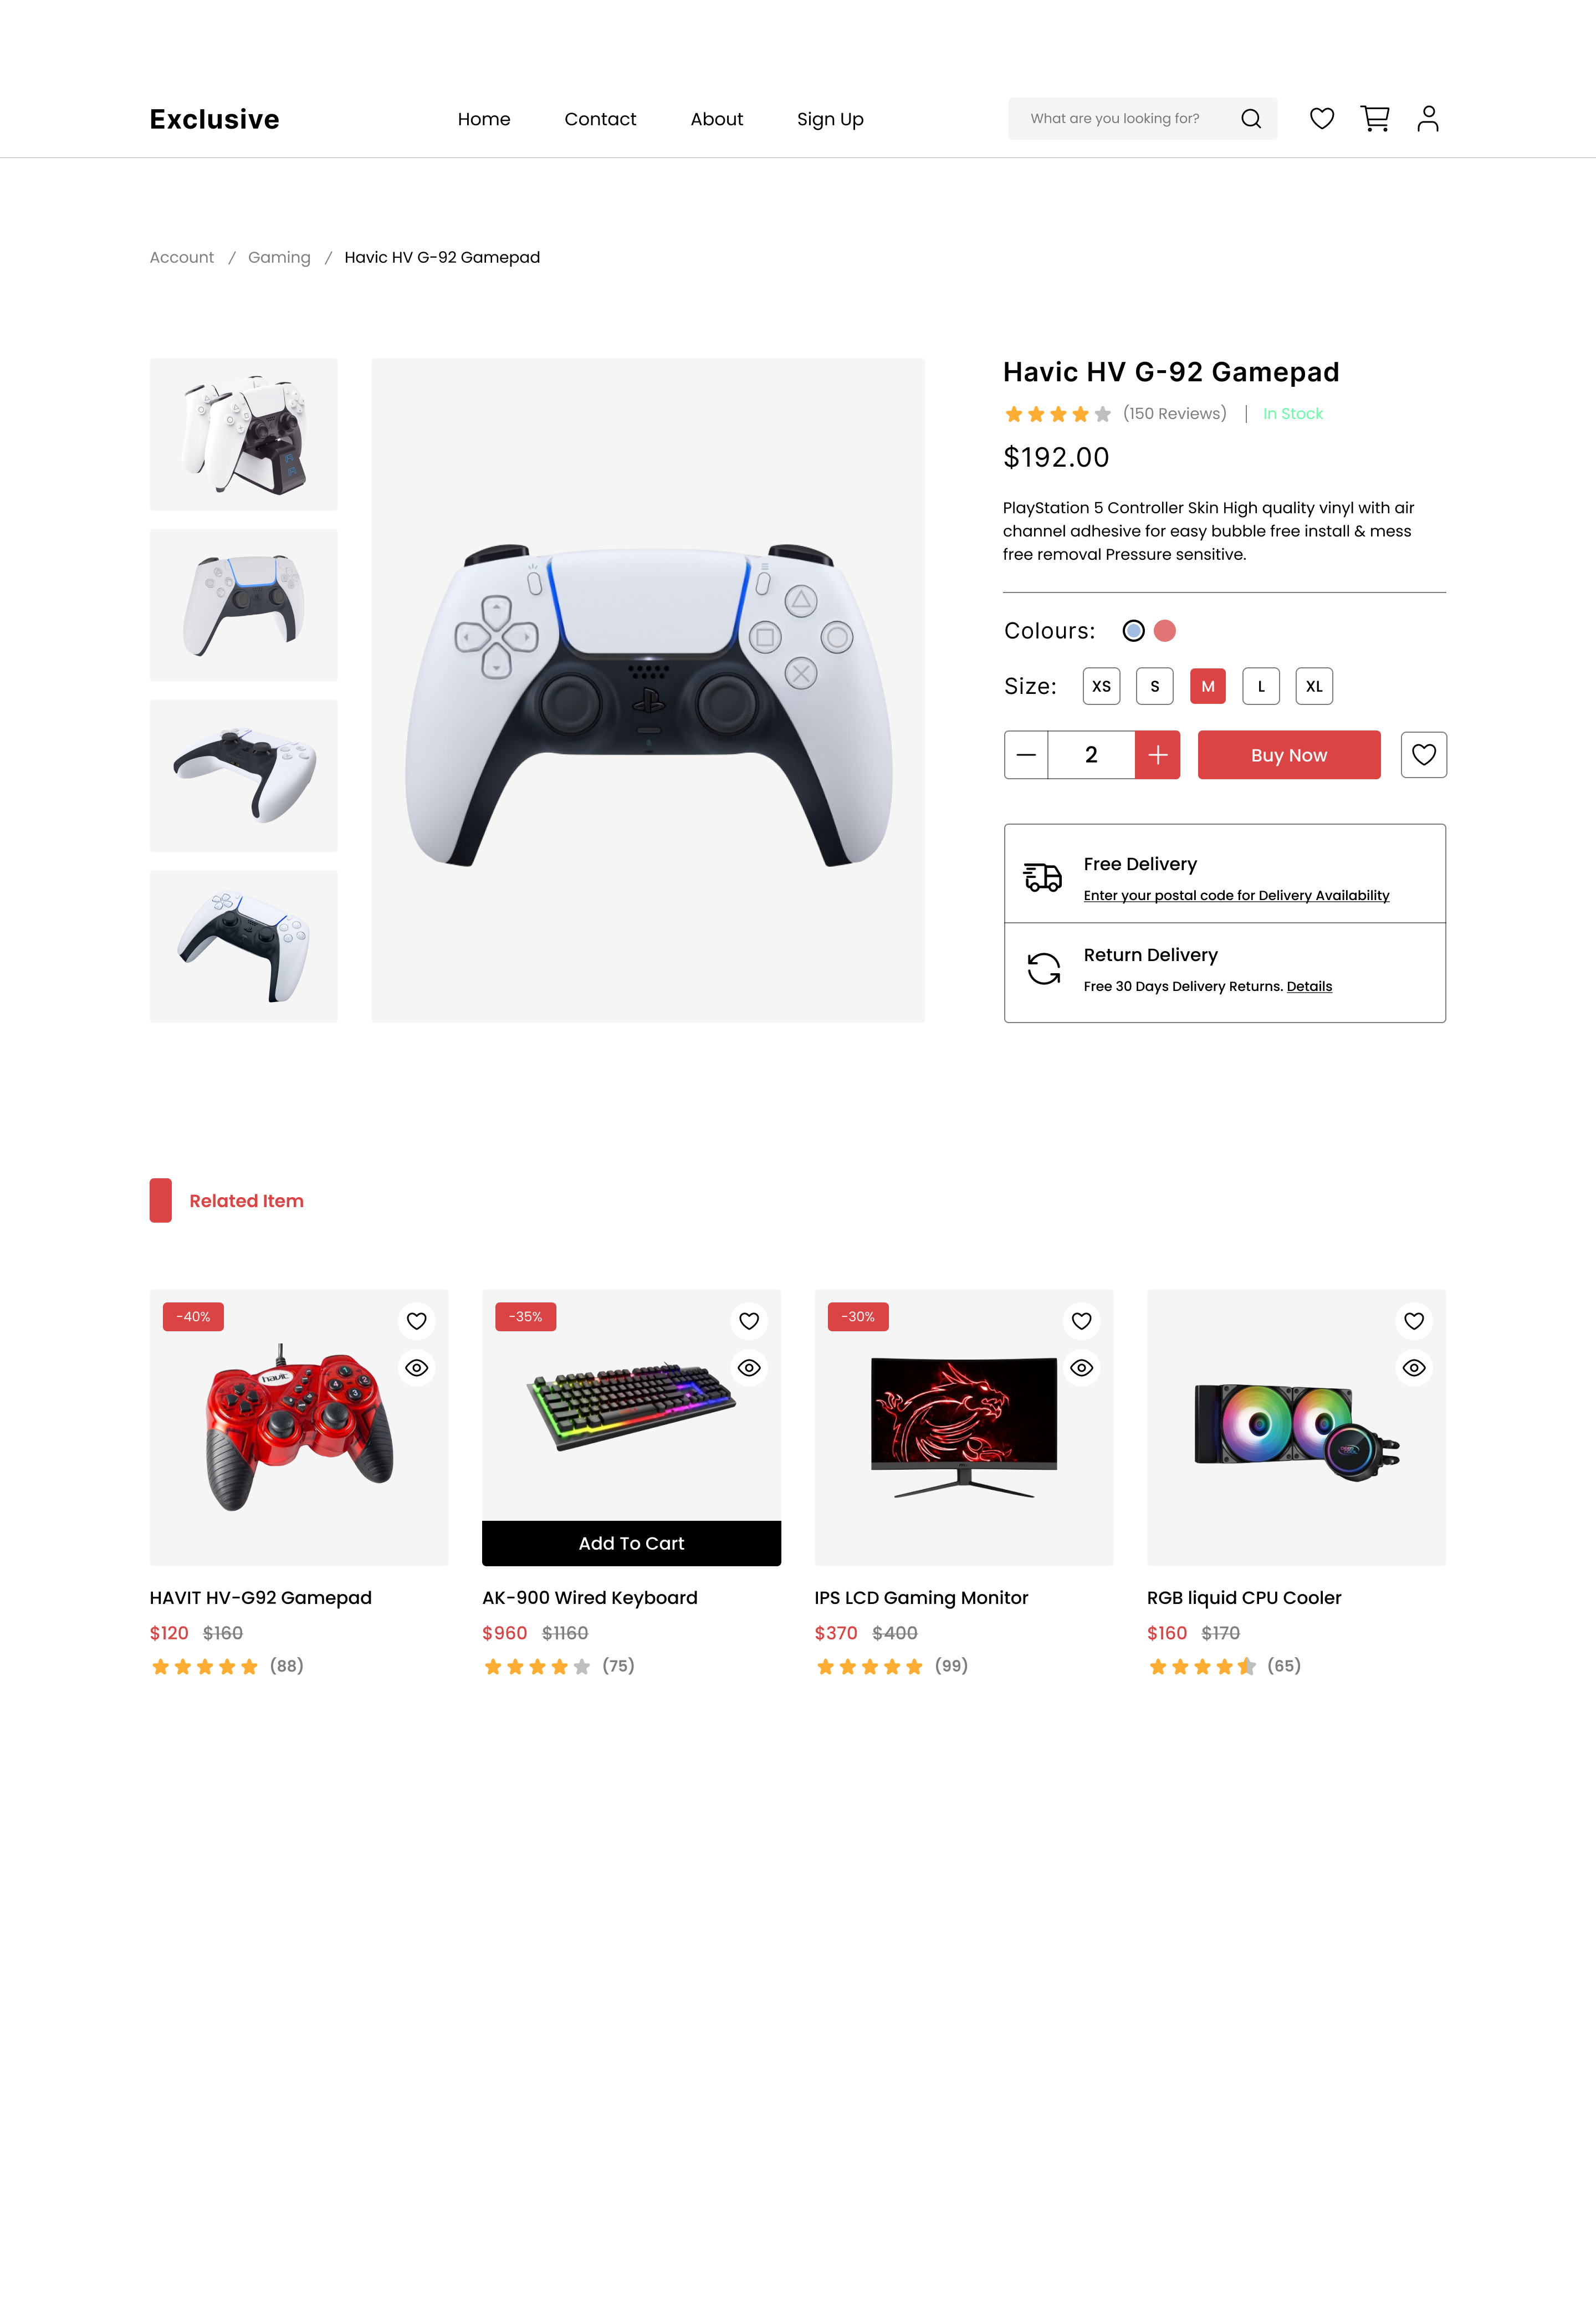 Exclusive
Home
Contact
About
Sign Up
What are you looking for?
Account / Gaming / Havic HV G-92 Gamepad
Havic HV G-92 Gamepad
(150 Reviews) | In Stock
$192.00
PlayStation 5 Controller Skin High quality vinyl with air
channel adhesive for easy bubble free install & mess
free removal Pressure sensitive.
Colours:
Size:
XS
S
M
L
XL
2
Buy Now
Free Delivery
Enter your postal code for Delivery Availability
Return Delivery
Free 30 Days Delivery Returns. Details
Related Item
-40%
havic
HAVIT HV-G92 Gamepad
$120 $160
(88)
-35%
Add To Cart
AK-900 Wired Keyboard
$960 $1160
(75)
-30%
IPS LCD Gaming Monitor
$370 $400
(99)
RGB liquid CPU Cooler
$160 $170
(65)